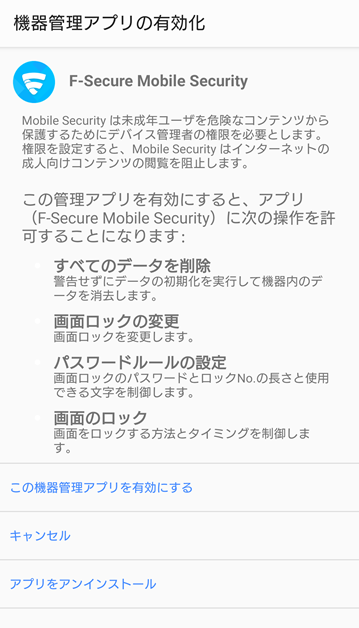 機器管理アプリの有効化
F-Secure Mobile Security
Mobile Security は未成年ユーザを危険なコンテンツから
保護するためにデバイス管理者の権限を必要とします。
権限を設定すると、Mobile Security はインターネットの
成人向けコンテンツの閲覧を阻止します。
この管理アプリを有効にすると、アプリ
（F-Secure Mobile Security）に次の操作を許
可することになります:
すべてのデータを削除
警告せずにデータの初期化を実行して機器内のデ
ータを消去します。
画面ロックの変更
画面ロックを変更します。
パスワードルールの設定
画面ロックのパスワードとロックNo.の長さと使用
できる文字を制御します。
画面のロック
画面をロックする方法とタイミングを制御しま
す。
この機器管理アプリを有効にする
キャンセル
アプリをアンインストール